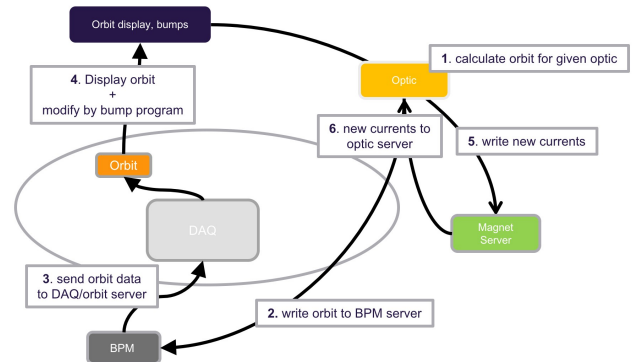 Orbit display, bumps
1. calculate orbit for given optic
Optic
4. Display orbit
+
modify by bump program
6. new currents to
optic server
5. write new currents
Orbit
DAQ
Magnet
Server
3. send orbit data
to DAQ/orbit server
2. write orbit to BPM server
BPM